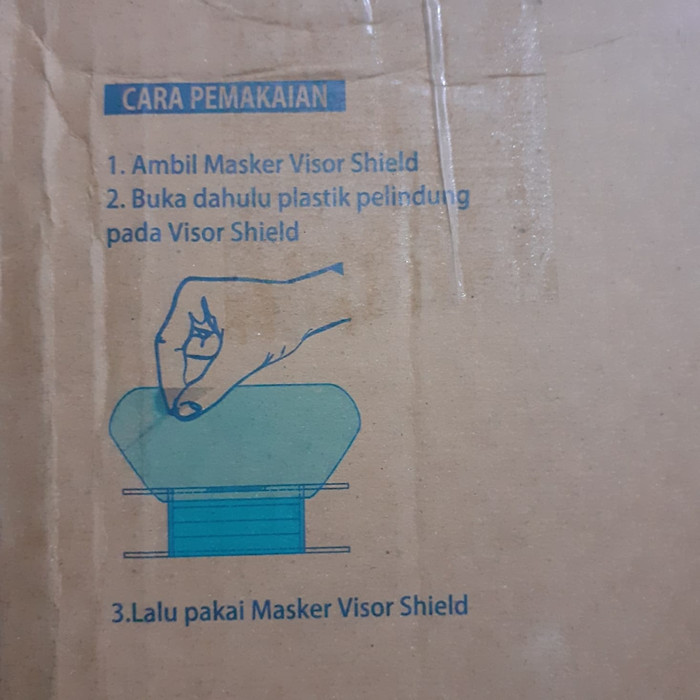 CARA PEMAKAIAN
1. Ambil Masker Visor Shield
2. Buka dahulu plastik pelindung
pada Visor Shield
3.Lalu pakai Masker Visor Shield